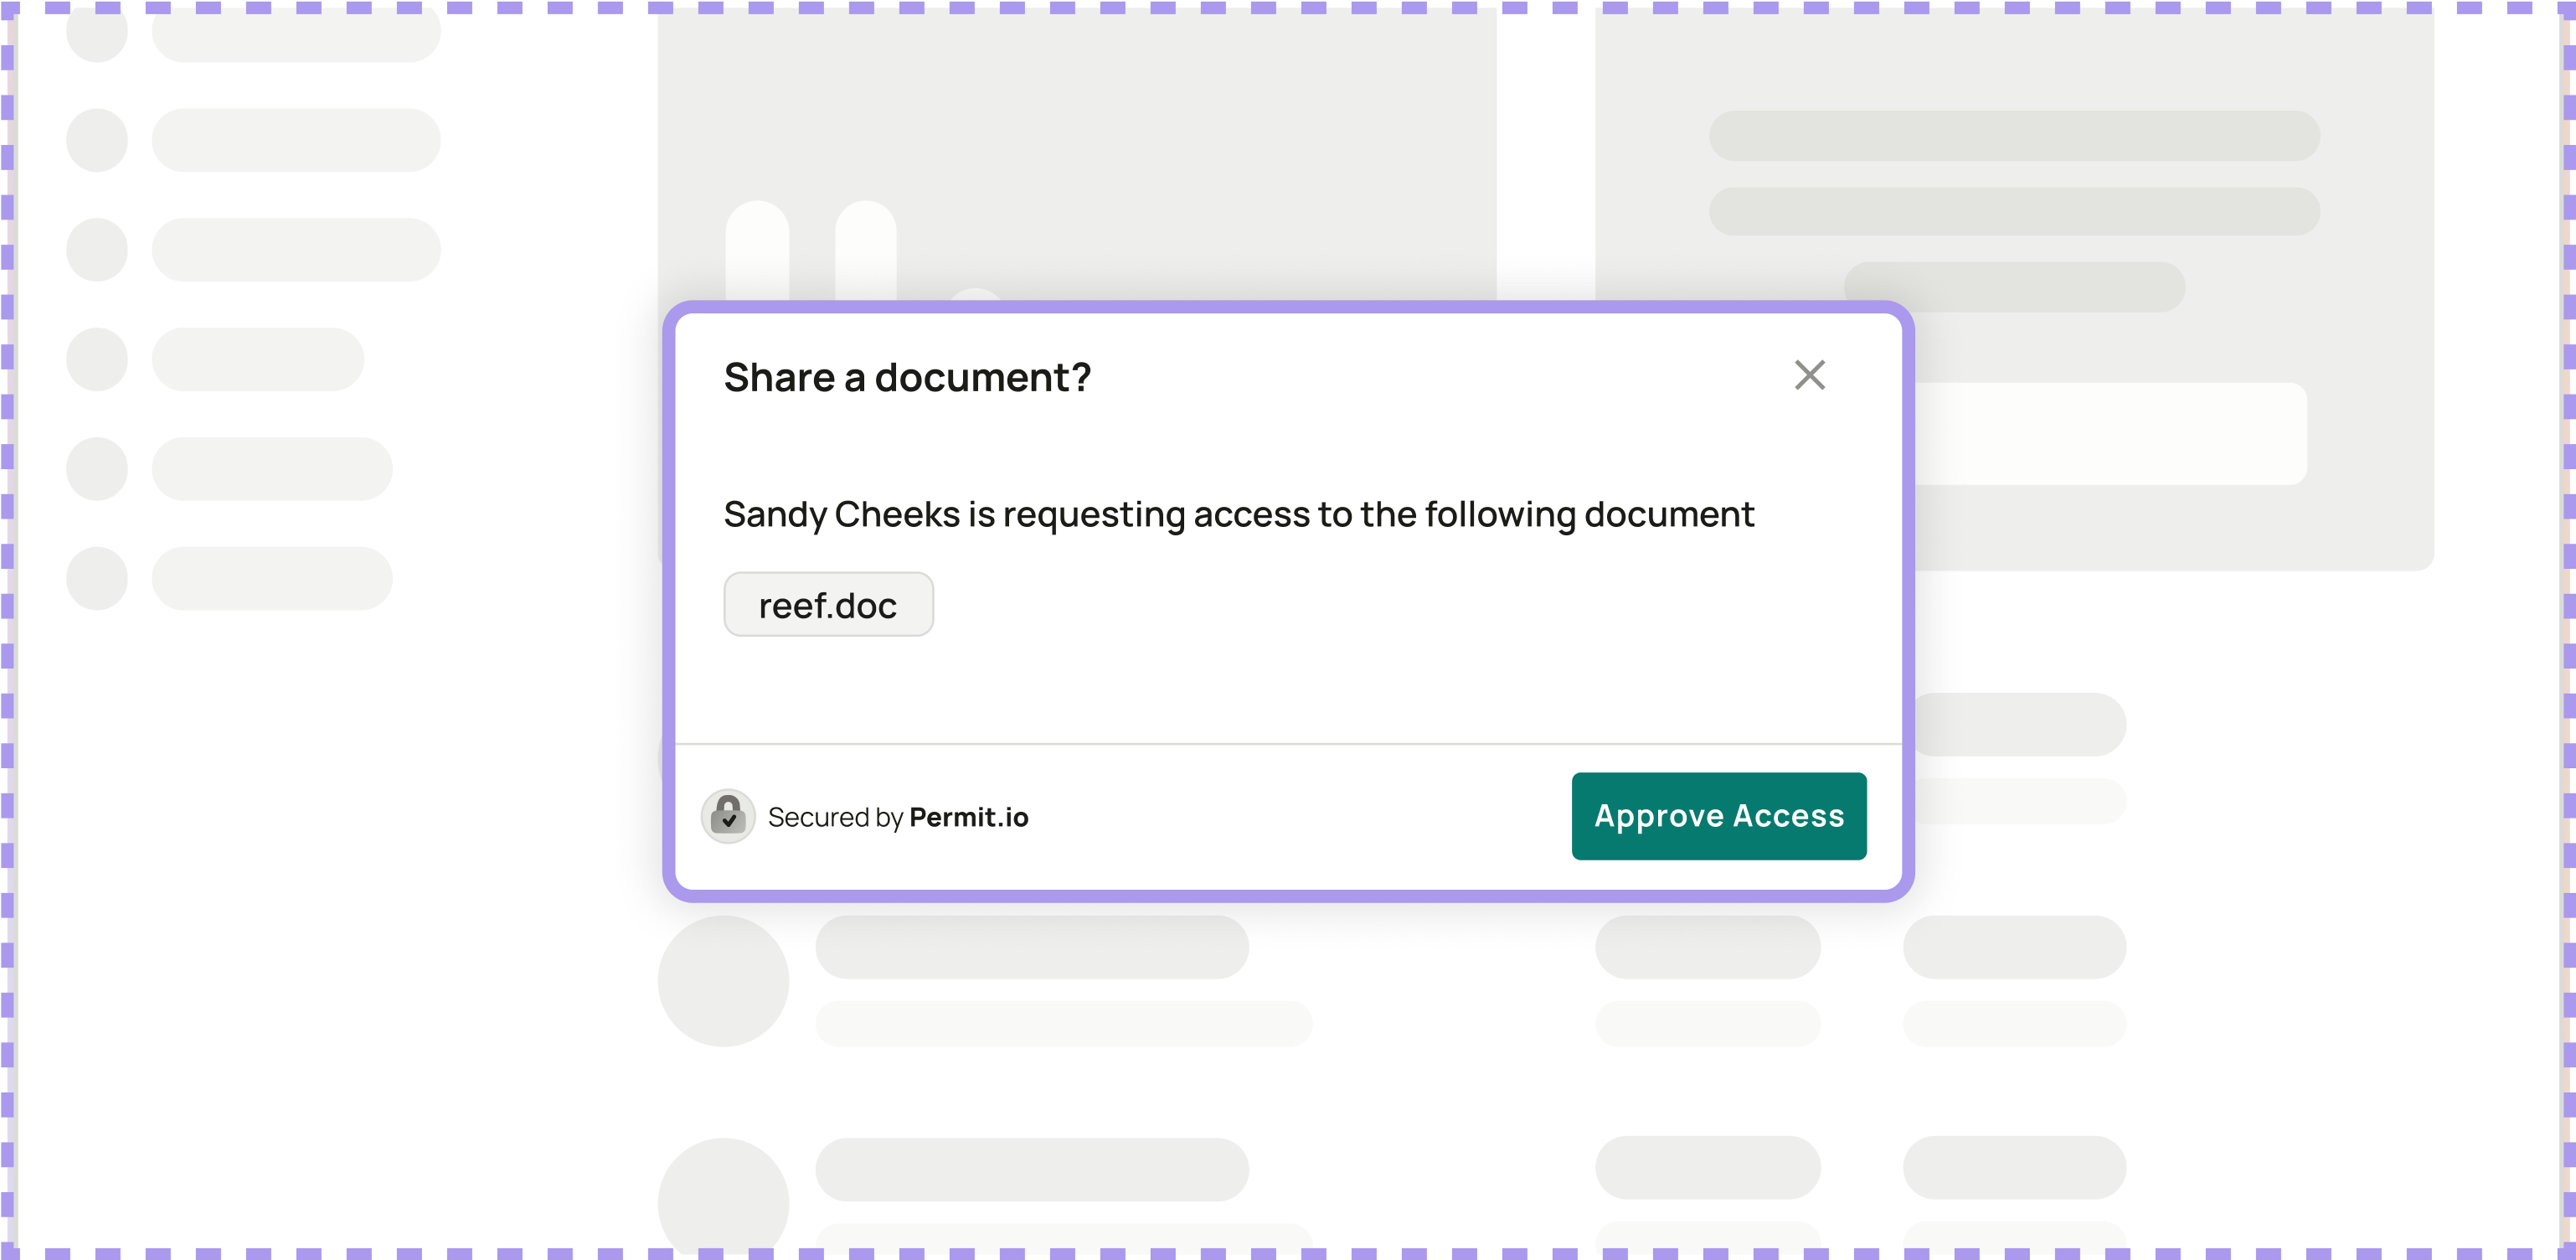 Share a document?
Sandy Cheeks is requesting access to the following document
reef.doc
Secured by Permit.io
Approve Access